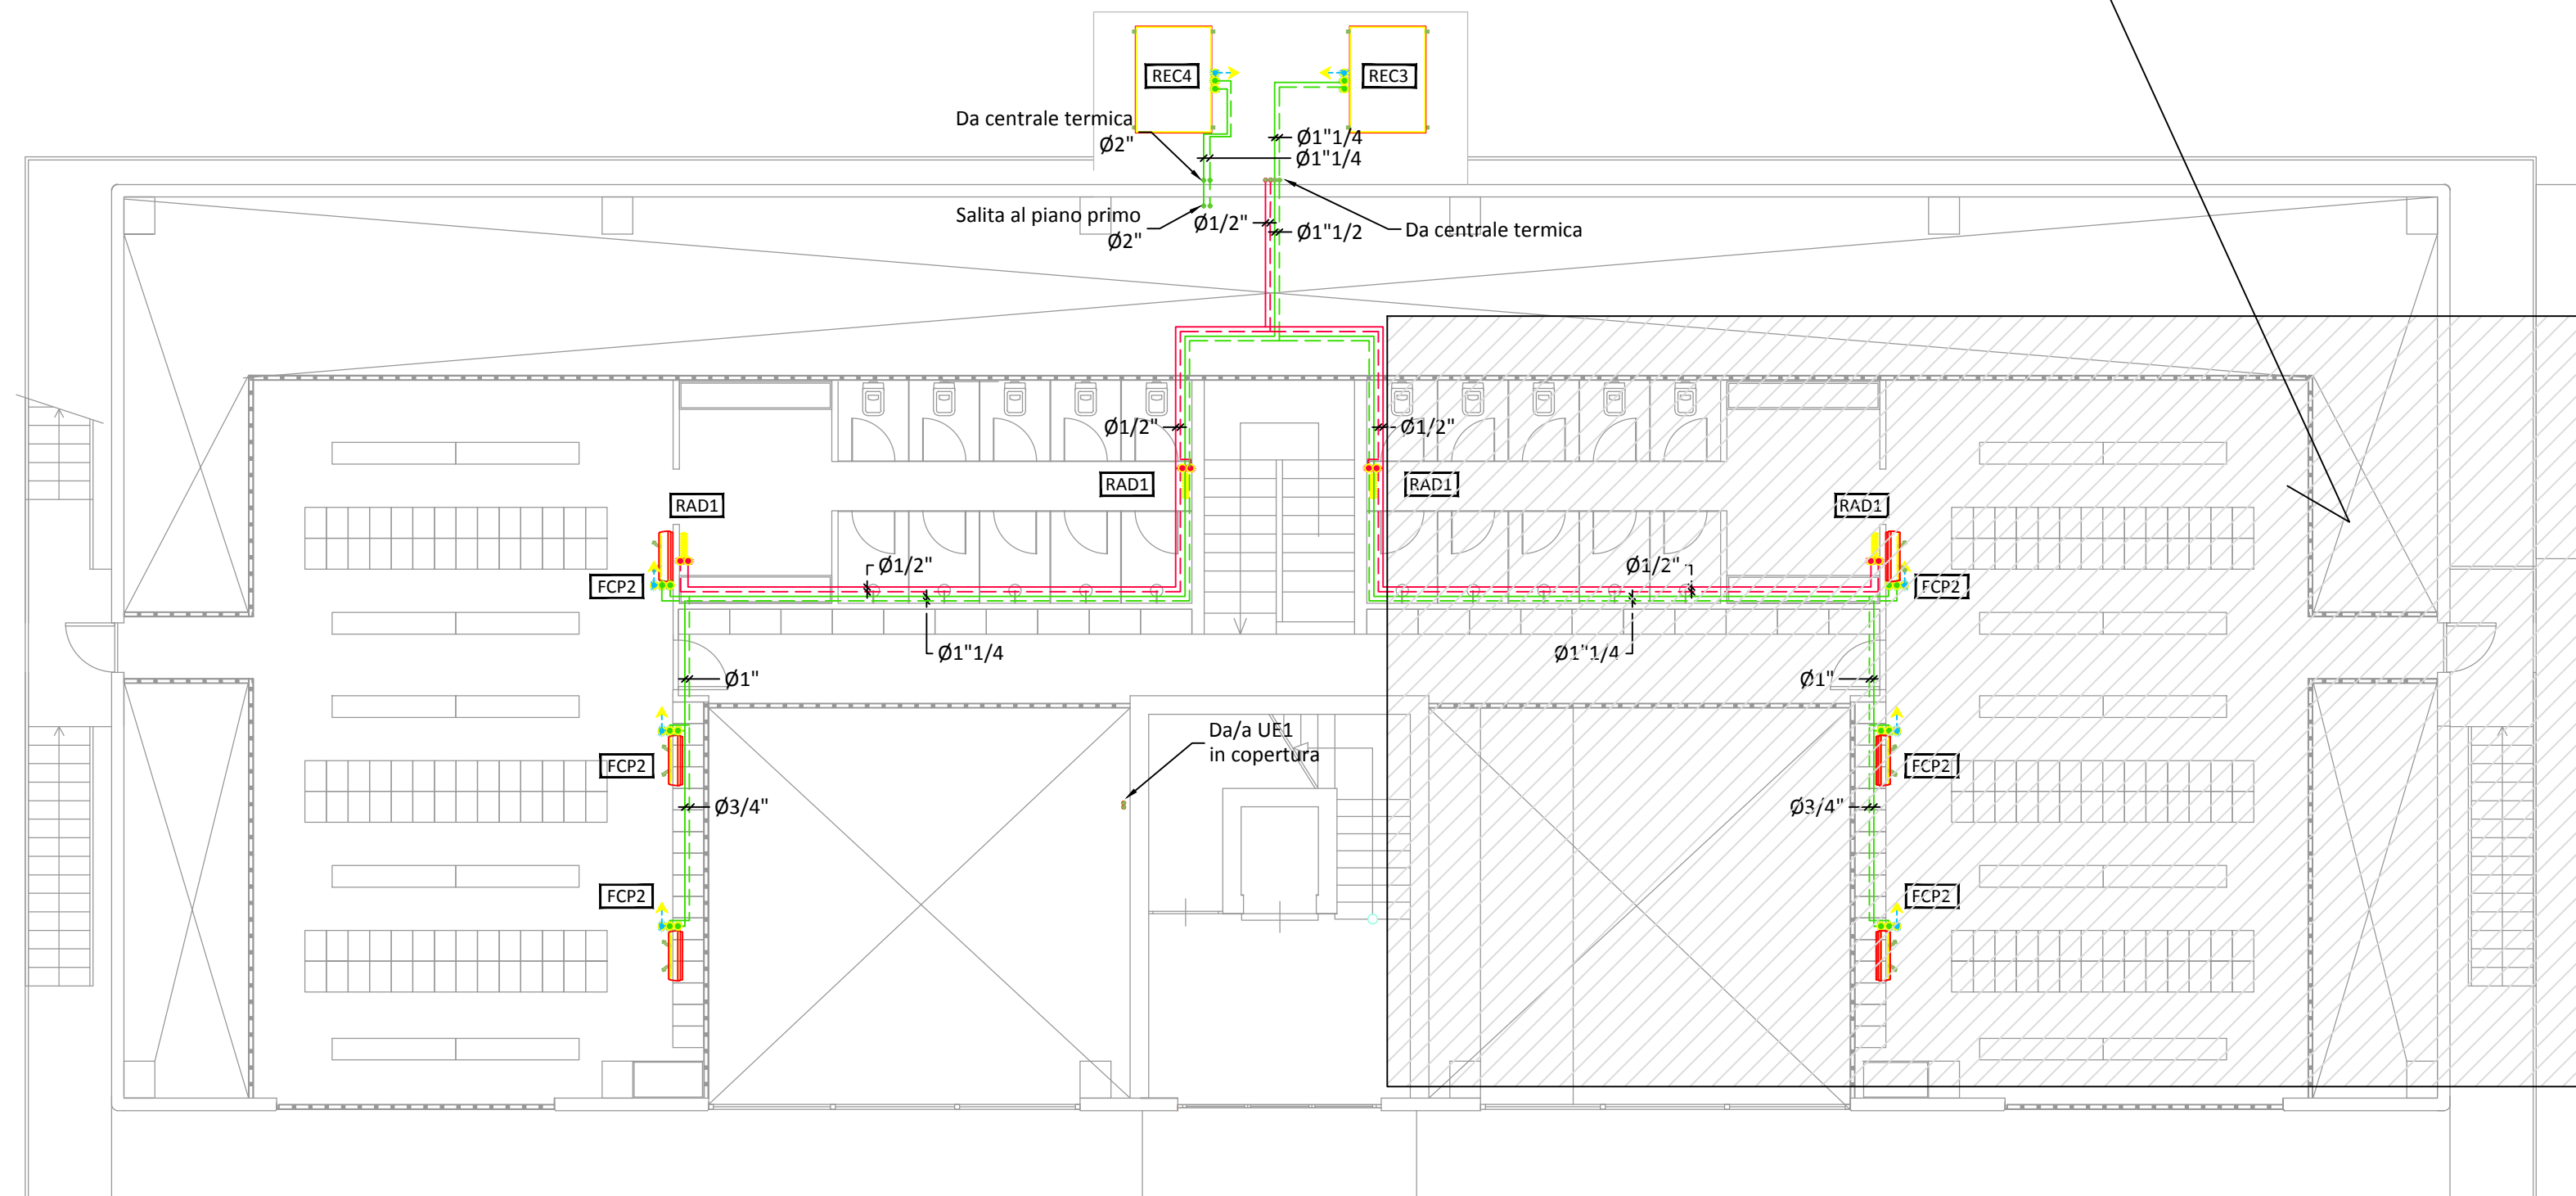 REC4
REC3
Da centrale termica
Ø2"
Ø1"1/4
Ø1"1/4
Salita al piano primo
Ø2"
Ø1/2"
Ø1"1/2
Da centrale termica
Ø1/2"
Ø1/2"
RAD1
RAD1
RAD1
RAD1
Ø1/2"
Ø1/2"
FCP2
FCP2
Ø1"1/4
Ø1"1/4
Ø1"
Ø1"
Da/a UE1
in copertura
FCP2
FCP2
Ø3/4"
Ø3/4"
FCP2
FCP2